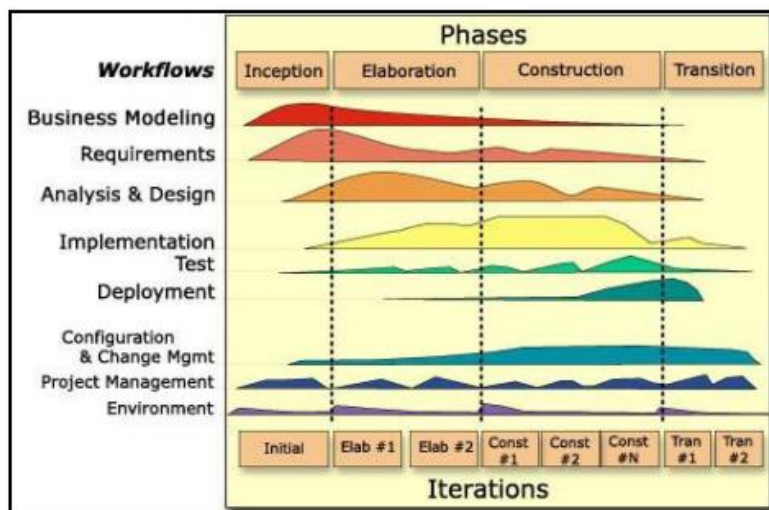 Phases
Workflows
Inception
Elaboration
Construction
Transition
Business Modeling
Requirements
Analysis & Design
Implementation
Test
Deployment
Configuration
& Change Mgmt
Project Management
Environment
Initial
Elab #1
Elab #2
Const
#1
Const
#2
Const
#N
Tran
#1
Tran
#2
Iterations